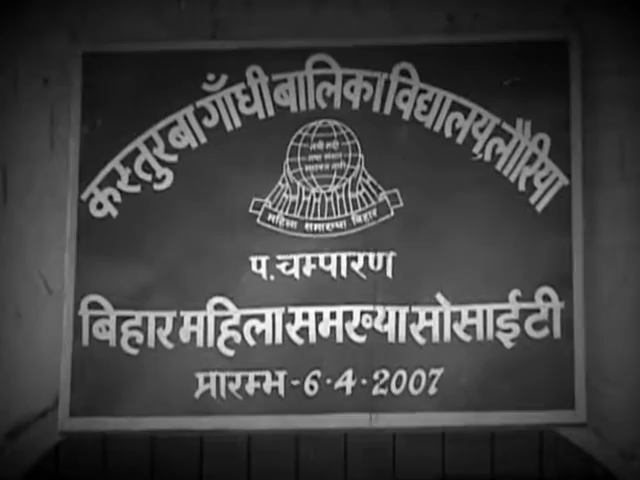 कस्तुरबा गाँधी बालिका विद्यालय, लौरिया
महिला समाख्या बिहार
प. चम्पारण
बिहार महिला समख्या सोसाईटी
प्रारम्भ - 6.4.2007